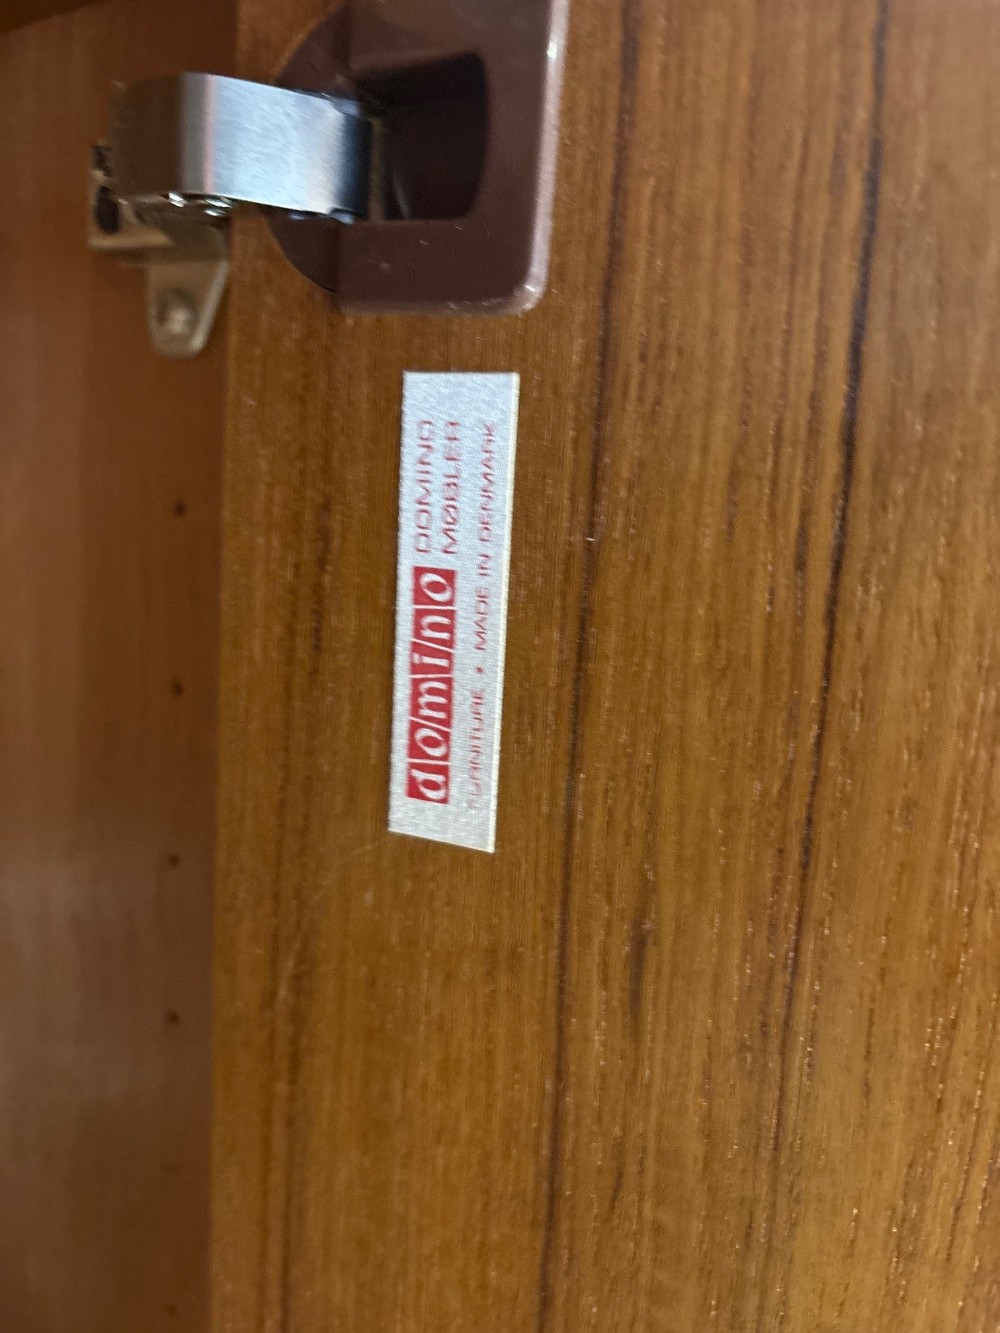 domino
DOMINO
MØBLER
FURNITURE • MADE IN DENMARK